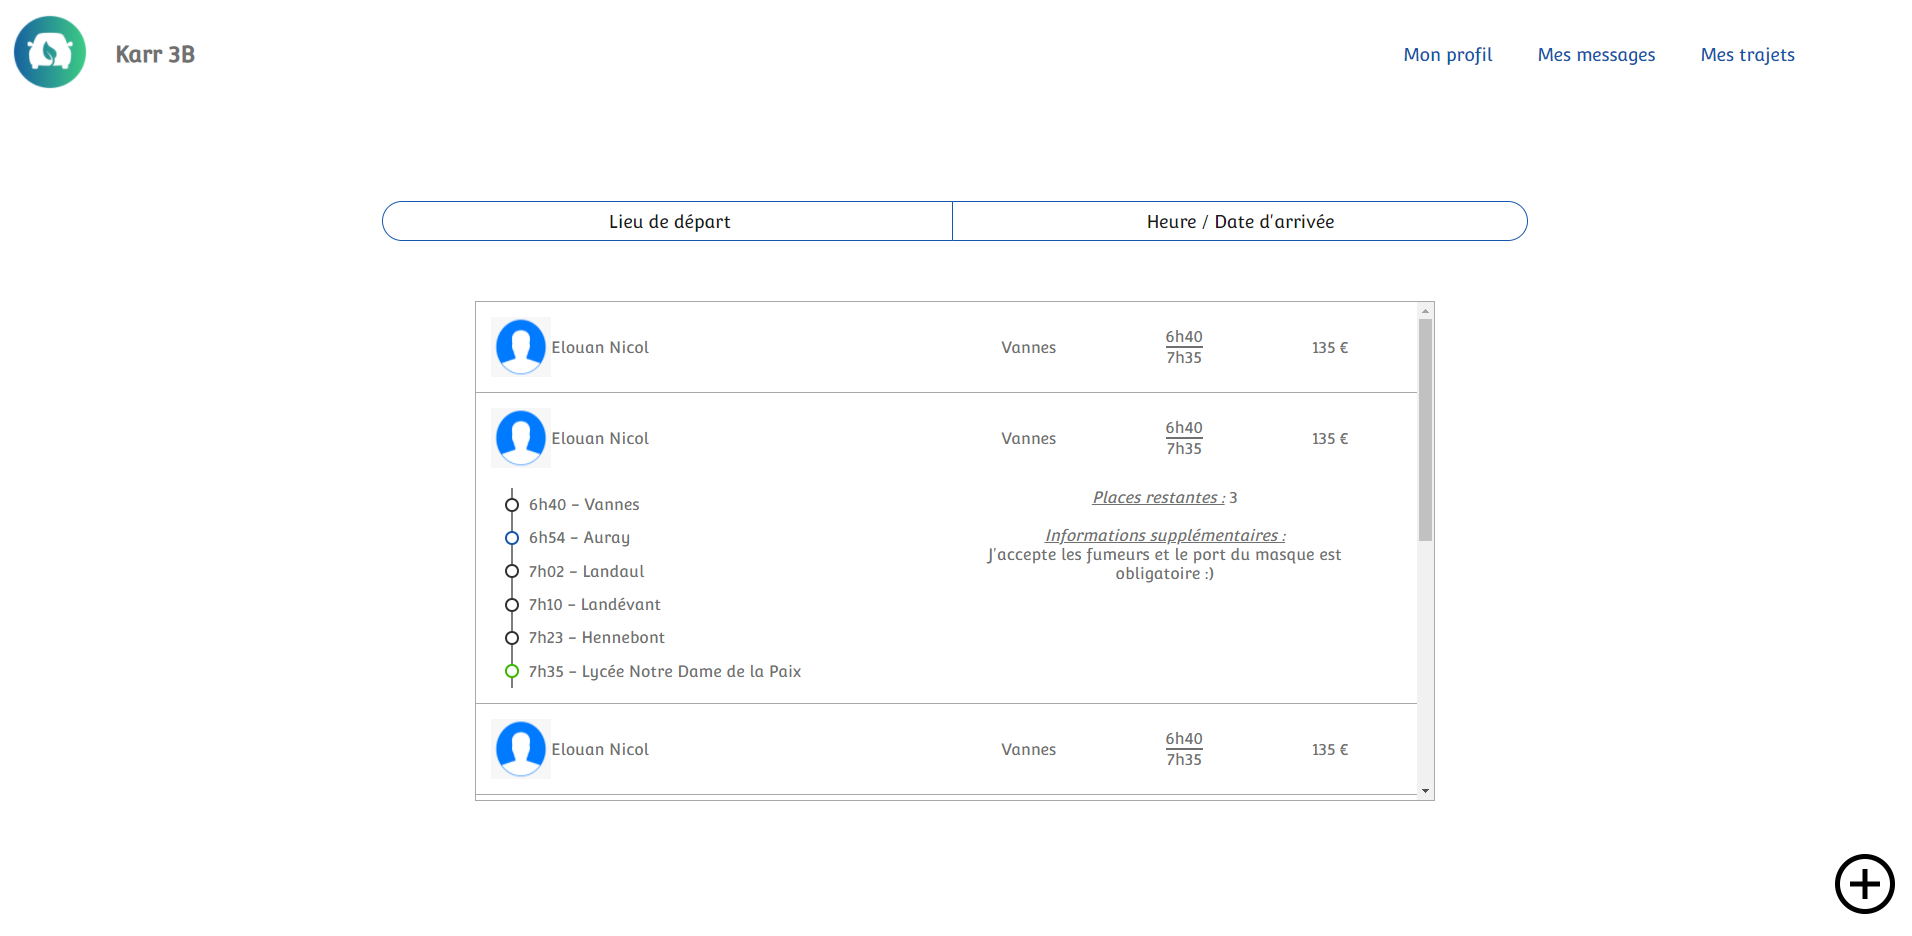 Karr 3B
Mon profil
Mes messages
Mes trajets
Lieu de départ
Heure / Date d'arrivée
Elouan Nicol
Vannes
6h40
7h35
135 €
Elouan Nicol
Vannes
6h40
7h35
135 €
6h40 - Vannes
6h54 - Auray
7h02 - Landaul
7h10 - Landévant
7h23 - Hennebont
7h35 - Lycée Notre Dame de la Paix
Places restantes : 3
Informations supplémentaires :
J'accepte les fumeurs et le port du masque est
obligatoire :)
Elouan Nicol
Vannes
6h40
7h35
135 €